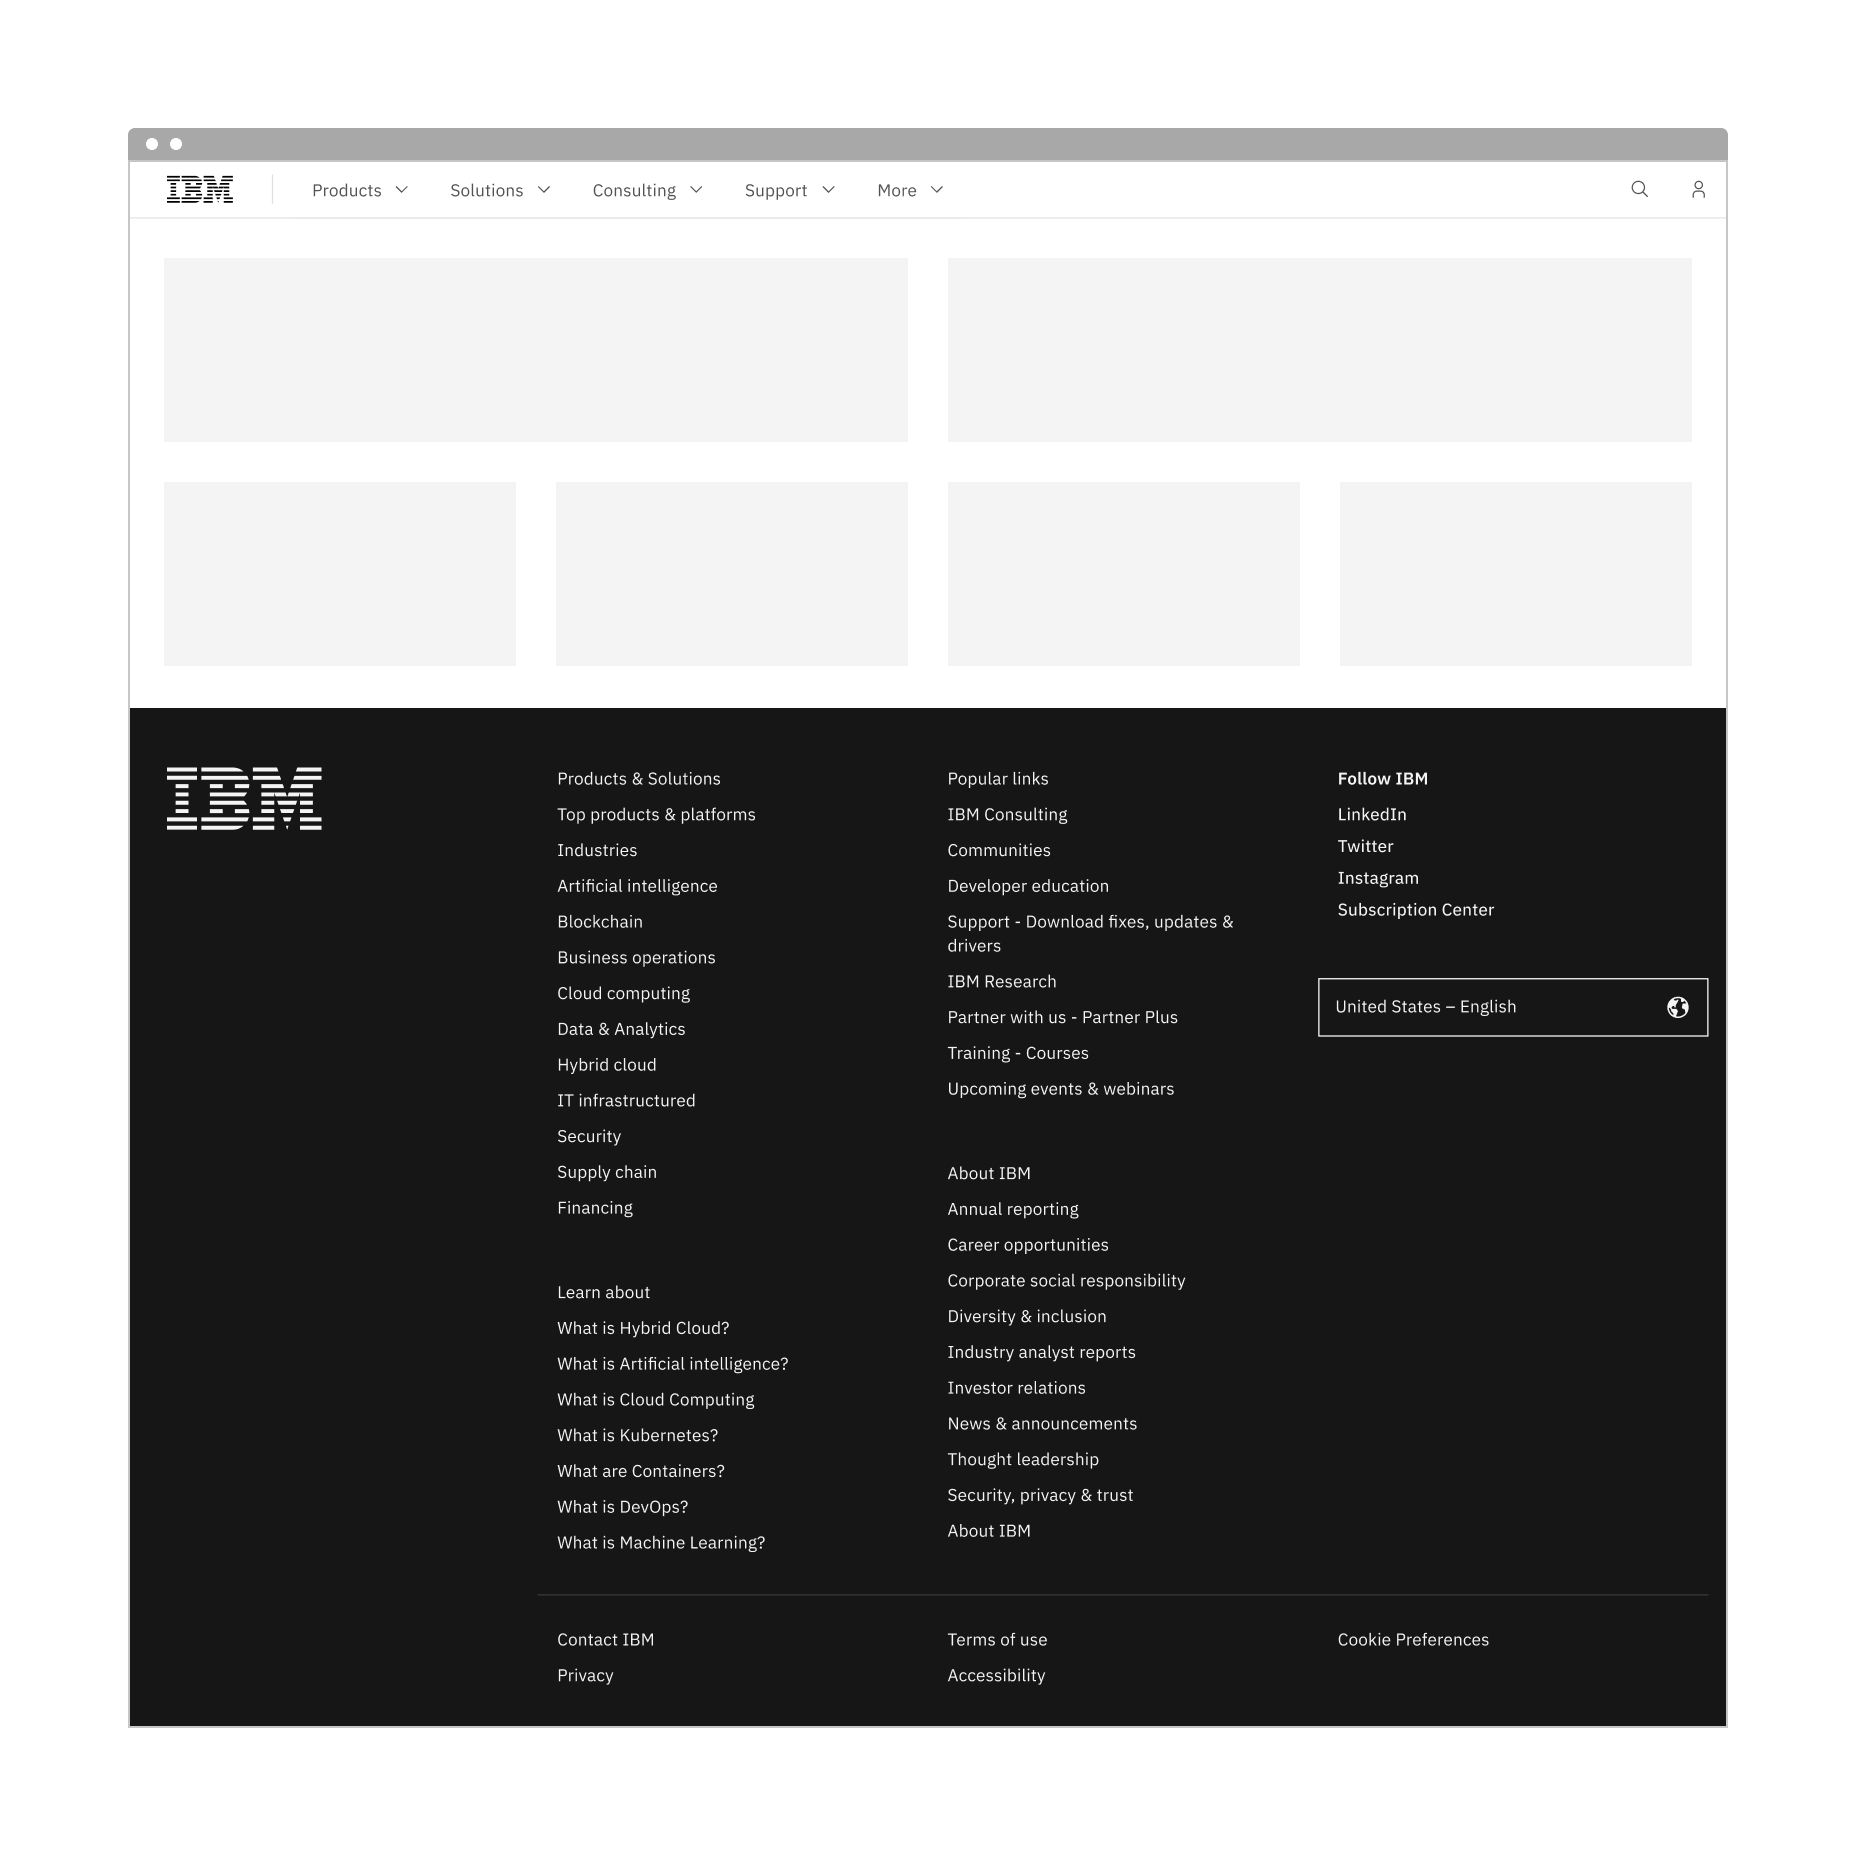 IBM
Products
Solutions
Consulting
Support
More
IBM
Products & Solutions
Top products & platforms
Industries
Artificial intelligence
Blockchain
Business operations
Cloud computing
Data & Analytics
Hybrid cloud
IT infrastructured
Security
Supply chain
Financing
Learn about
What is Hybrid Cloud?
What is Artificial intelligence?
What is Cloud Computing
What is Kubernetes?
What are Containers?
What is DevOps?
What is Machine Learning?
Popular links
IBM Consulting
Communities
Developer education
Support - Download fixes, updates &
drivers
IBM Research
Partner with us - Partner Plus
Training - Courses
Upcoming events & webinars
About IBM
Annual reporting
Career opportunities
Corporate social responsibility
Diversity & inclusion
Industry analyst reports
Investor relations
News & announcements
Thought leadership
Security, privacy & trust
About IBM
Follow IBM
LinkedIn
Twitter
Instagram
Subscription Center
United States – English
Contact IBM
Privacy
Terms of use
Accessibility
Cookie Preferences